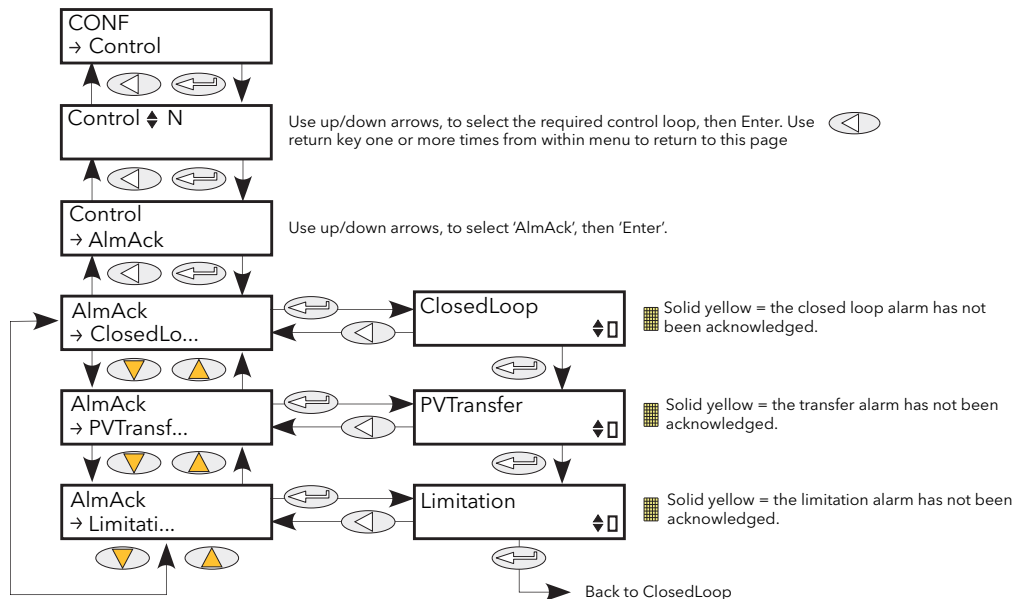 CONF
→ Control
Control ♦ N
Use up/down arrows, to select the required control loop, then Enter. Use
return key one or more times from within menu to return to this page
Control
→ AlmAck
Use up/down arrows, to select ‘AlmAck’, then ‘Enter’.
AlmAck
→ ClosedLo...
ClosedLoop
Solid yellow = the closed loop alarm has not
been acknowledged.
AlmAck
→ PVTransf...
PVTransfer
Solid yellow = the transfer alarm has not been
acknowledged.
AlmAck
→ Limitati...
Limitation
Solid yellow = the limitation alarm has not been
acknowledged.
Back to ClosedLoop